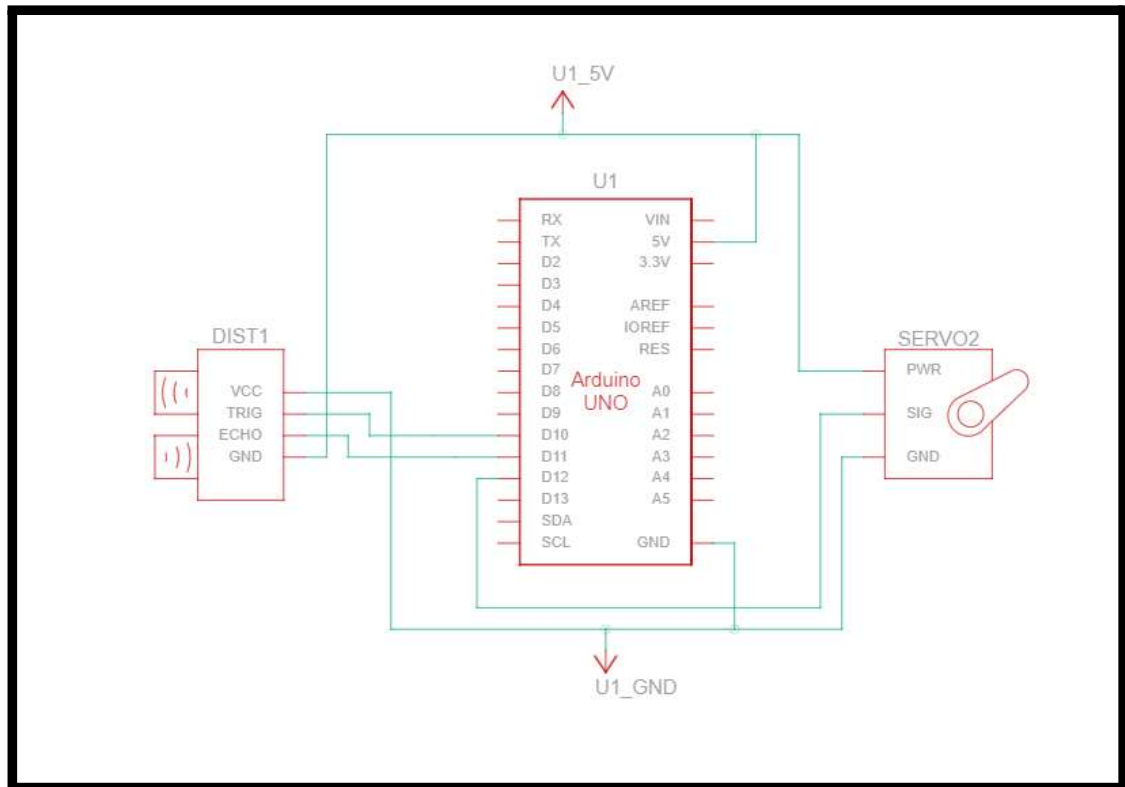 U1_5V
U1
RX
TX
D2
D3
D4
D5
D6
D7
D8
D9
D10
D11
D12
D13
SDA
SCL
Arduino
UNO
VIN
5V
3.3V
AREF
IOREF
RES
A0
A1
A2
A3
A4
A5
GND
DIST1
VCC
TRIG
ECHO
GND
SERVO2
PWR
SIG
GND
U1_GND